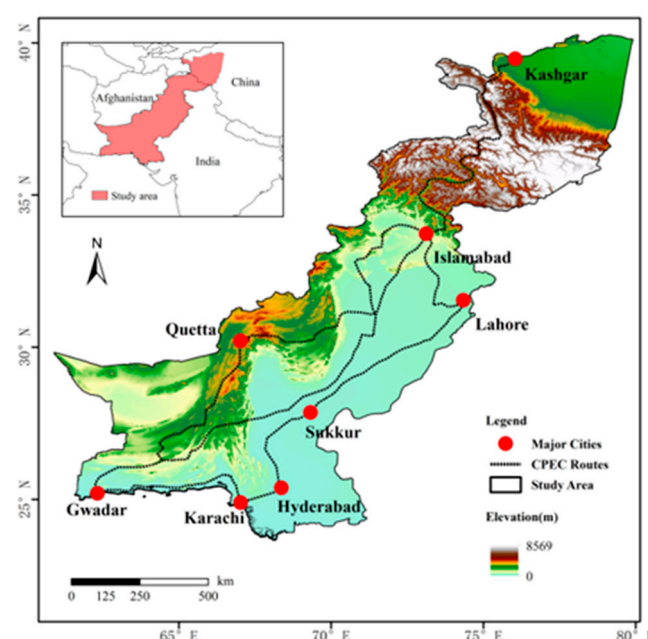 40° N
35° N
30° N
25° N
China
Afghanistan
India
Study area
N
Kashgar
Islamabad
Lahore
Quetta
Sukkur
Gwadar
Karachi
Hyderabad
Legend
Major Cities
CPEC Routes
Study Area
Elevation(m)
8569
0
km
0 125 250 500
65° E 70° E 75° E 80° E